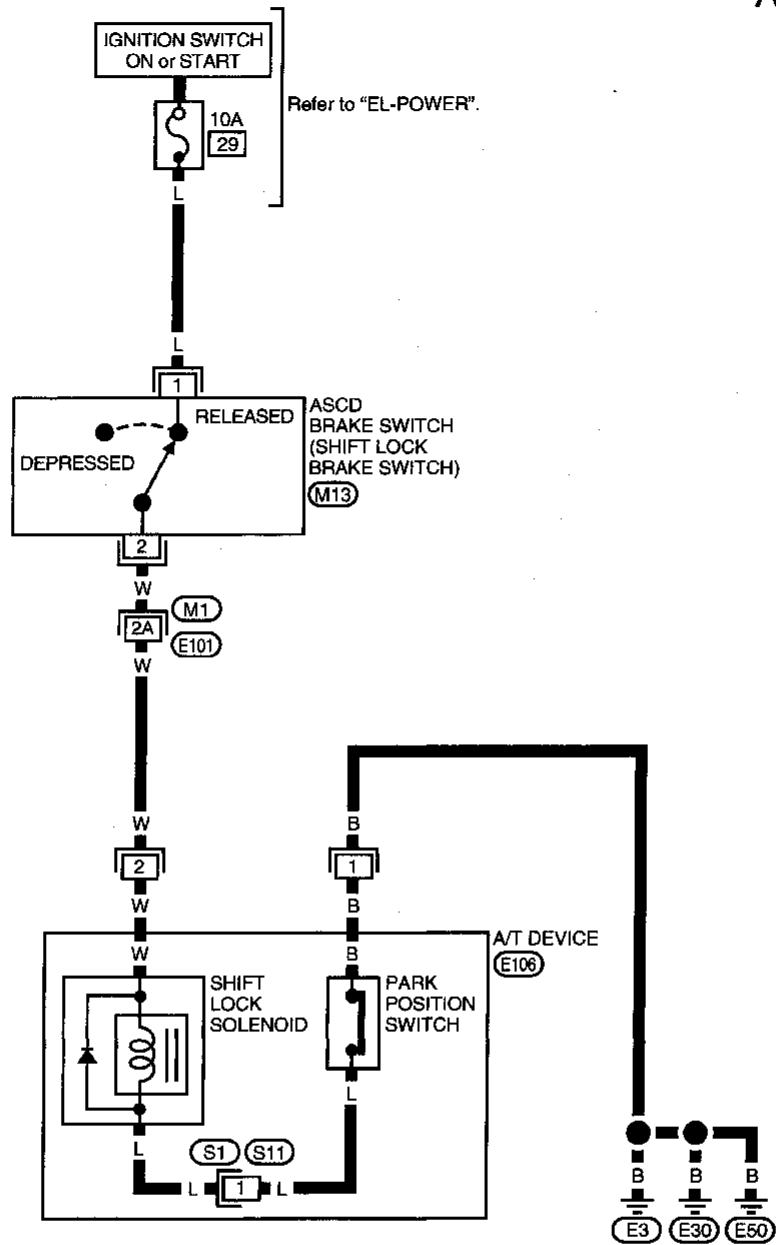 IGNITION SWITCH
ON or START
Refer to "EL-POWER".
10A
29
L
L
1
RELEASED
DEPRESSED
ASCD
BRAKE SWITCH
(SHIFT LOCK
BRAKE SWITCH)
M13
2
W
M1
2A
E101
W
W
B
2
1
W
B
A/T DEVICE
E106
W
B
SHIFT
LOCK
SOLENOID
PARK
POSITION
SWITCH
L
L
S1
S11
L
1
L
B
B
B
E3
E30
E50